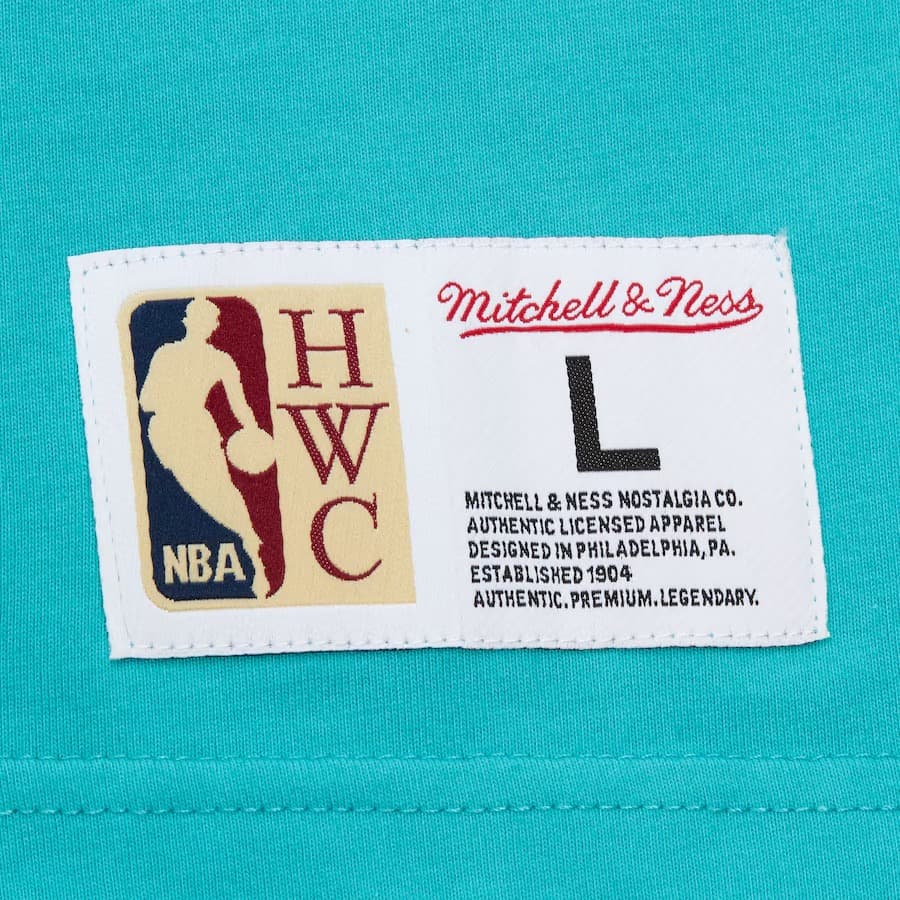 H
W
C
NBA
Mitchell & Ness
L
MITCHELL & NESS NOSTALGIA CO.
AUTHENTIC LICENSED APPAREL
DESIGNED IN PHILADELPHIA, PA.
ESTABLISHED 1904
AUTHENTIC. PREMIUM. LEGENDARY.